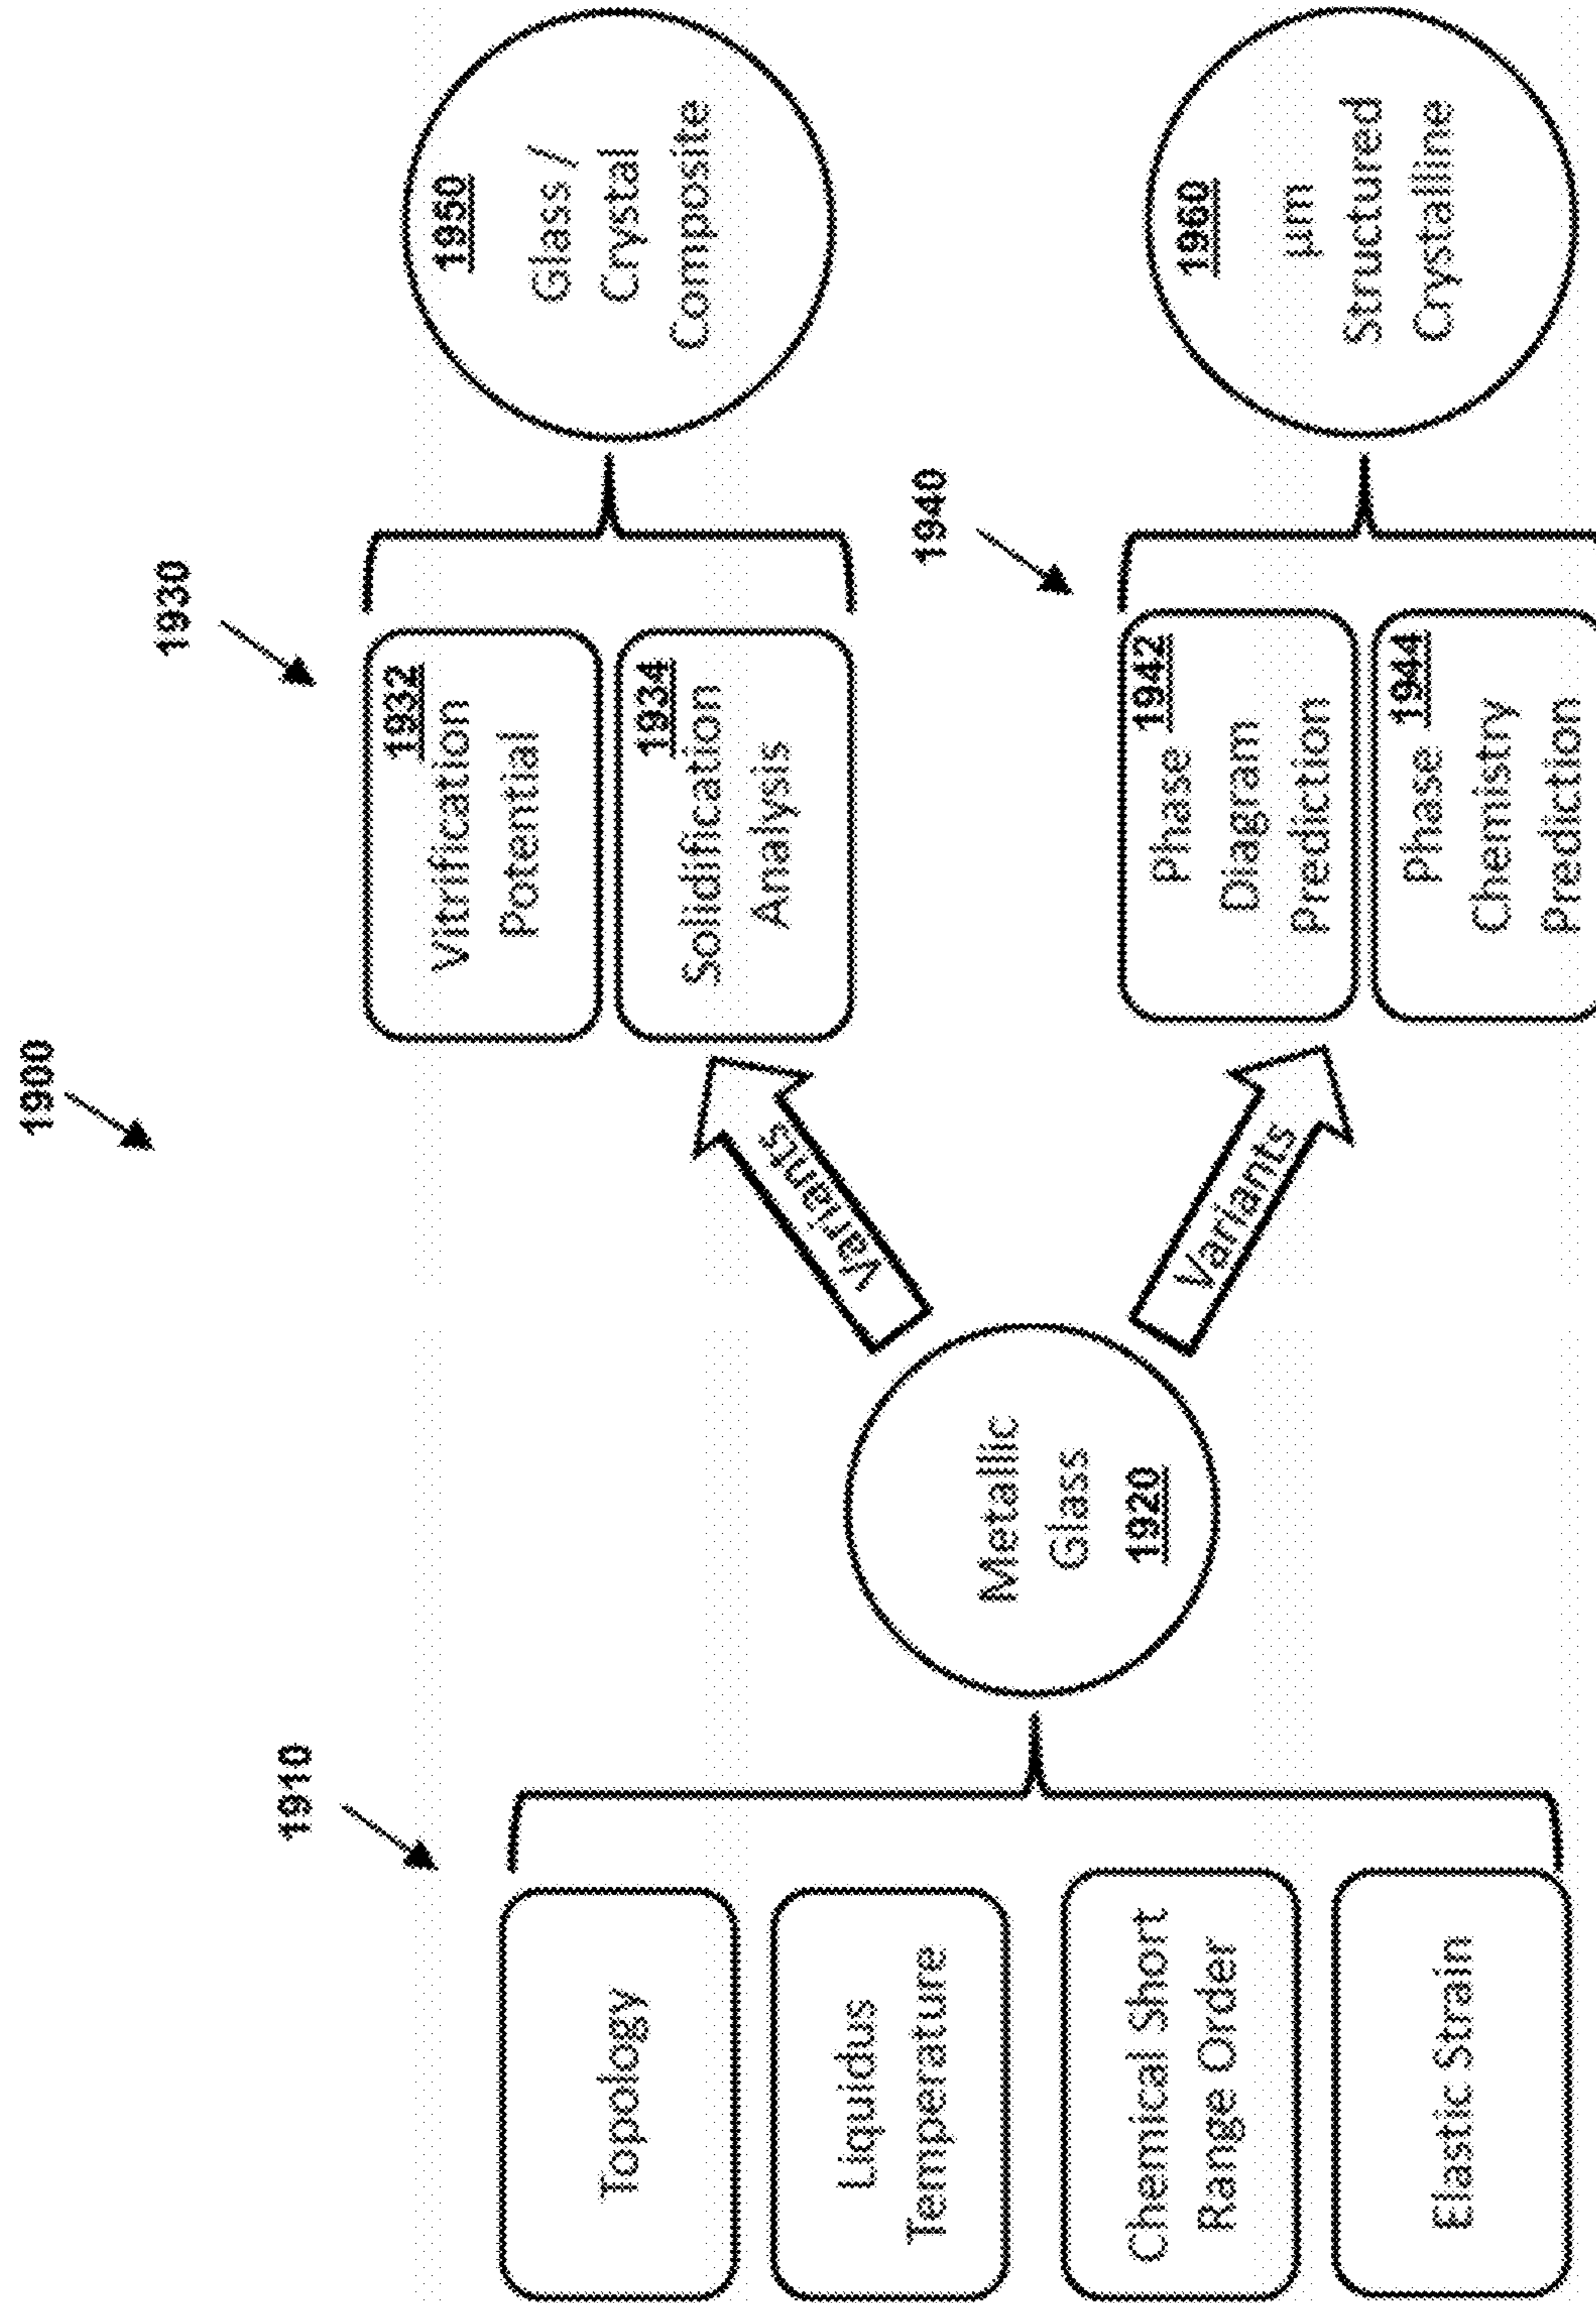 1900
1910
Topology
Liquidus
Temperature
Chemical Short
Range Order
Elastic Strain
Metallic
Glass
1920
Variants
Variants
1930
1932
Vitrification
Potential
1934
Solidification
Analysis
1940
1942
Phase
Diagram
Prediction
1944
Phase
Chemistry
Prediction
1950
Glass /
Crystal
Composite
1960
µm
Structured
Crystalline